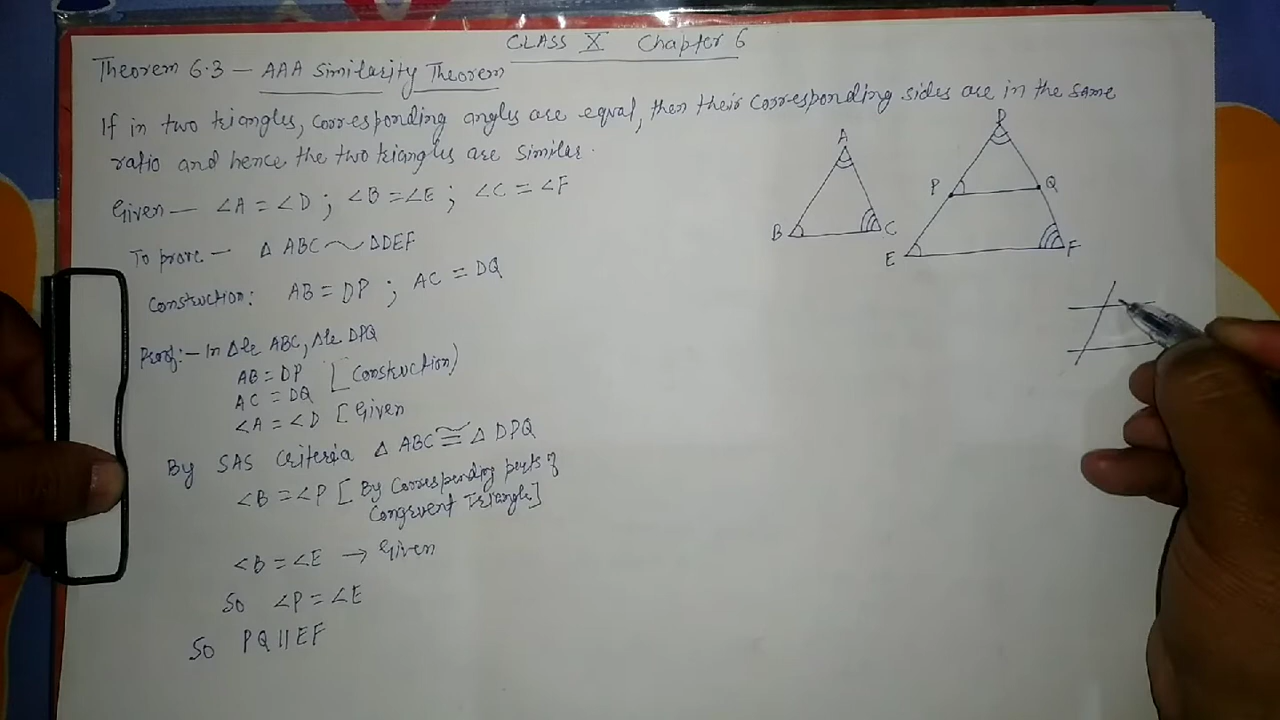 CLASS X Chapter 6
Theorem 6.3 — AAA Similarity Theorem
If in two triangles, corresponding angles are equal, then their corresponding sides are in the same
ratio and hence the two triangles are similar.
Given — ∠A = ∠D ; ∠B = ∠E ; ∠C = ∠F
To prove — Δ ABC ~ ΔDEF
Construction: AB = DP ; AC = DQ
Proof:- In Δle ABC, Δle DPQ
AB = DP [Construction)
AC = DQ
∠A = ∠D [Given
By SAS Criteria Δ ABC ≅ Δ DPQ
∠B = ∠P [By Corresponding parts of
Congruent Triangle]
∠B = ∠E → Given
So ∠P = ∠E
So PQ || EF
A
B
C
D
P
Q
E
F